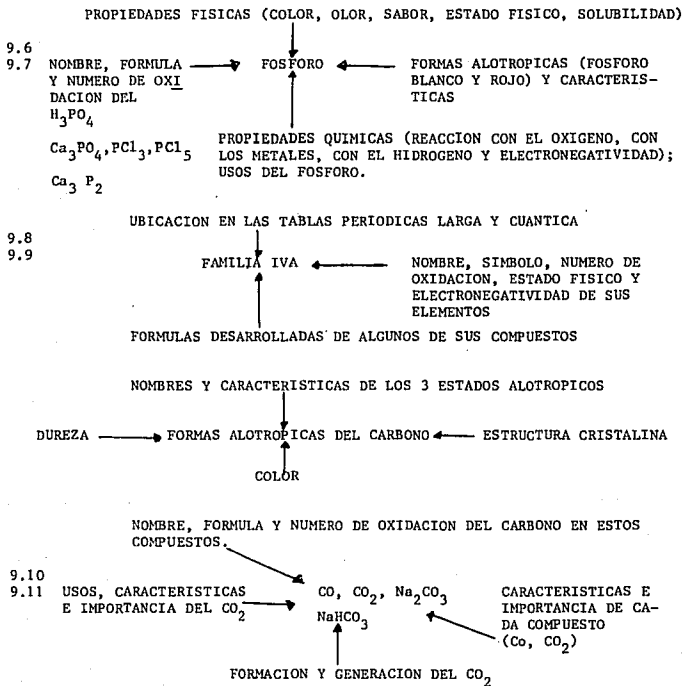 PROPIEDADES FISICAS (COLOR, OLOR, SABOR, ESTADO FISICO, SOLUBILIDAD)
9.6
9.7 NOMBRE, FORMULA
Y NUMERO DE OXI
DACION DEL
H3PO4
Ca3PO4,PCl3,PCl5
Ca3 P2
FOSFORO
FORMAS ALOTROPICAS (FOSFORO
BLANCO Y ROJO) Y CARACTERIS-
TICAS
PROPIEDADES QUIMICAS (REACCION CON EL OXIGENO, CON
LOS METALES, CON EL HIDROGENO Y ELECTRONEGATIVIDAD);
USOS DEL FOSFORO.
UBICACION EN LAS TABLAS PERIODICAS LARGA Y CUANTICA
9.8
9.9
FAMILIA IVA
NOMBRE, SIMBOLO, NUMERO DE
OXIDACION, ESTADO FISICO Y
ELECTRONEGATIVIDAD DE SUS
ELEMENTOS
FORMULAS DESARROLLADAS DE ALGUNOS DE SUS COMPUESTOS
NOMBRES Y CARACTERISTICAS DE LOS 3 ESTADOS ALOTROPICOS
DUREZA FORMAS ALOTROPICAS DEL CARBONO ESTRUCTURA CRISTALINA
COLOR
NOMBRE, FORMULA Y NUMERO DE OXIDACION DEL CARBONO EN ESTOS
COMPUESTOS.
9.10
9.11 USOS, CARACTERISTICAS
E IMPORTANCIA DEL CO2
CO, CO2, Na2CO3
NaHCO3
CARACTERISTICAS E
IMPORTANCIA DE CA-
DA COMPUESTO
(Co, CO2)
FORMACION Y GENERACION DEL CO2